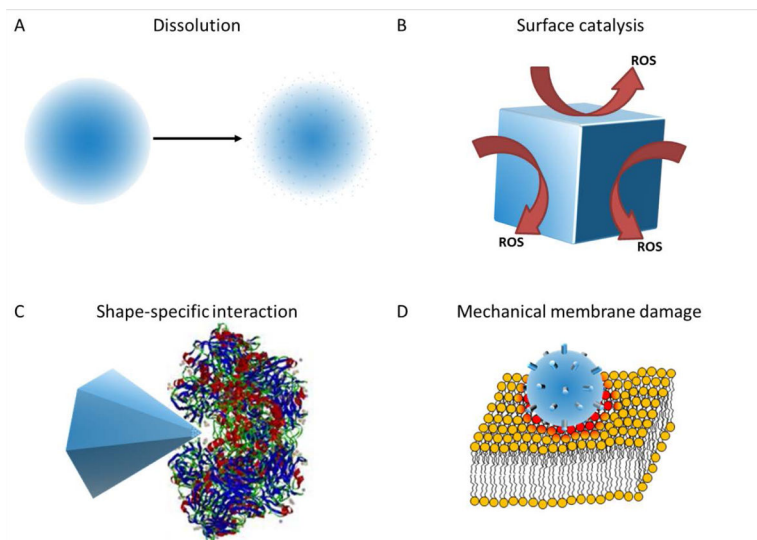 A
Dissolution
B
Surface catalysis
ROS
ROS
ROS
C
Shape-specific interaction
D
Mechanical membrane damage